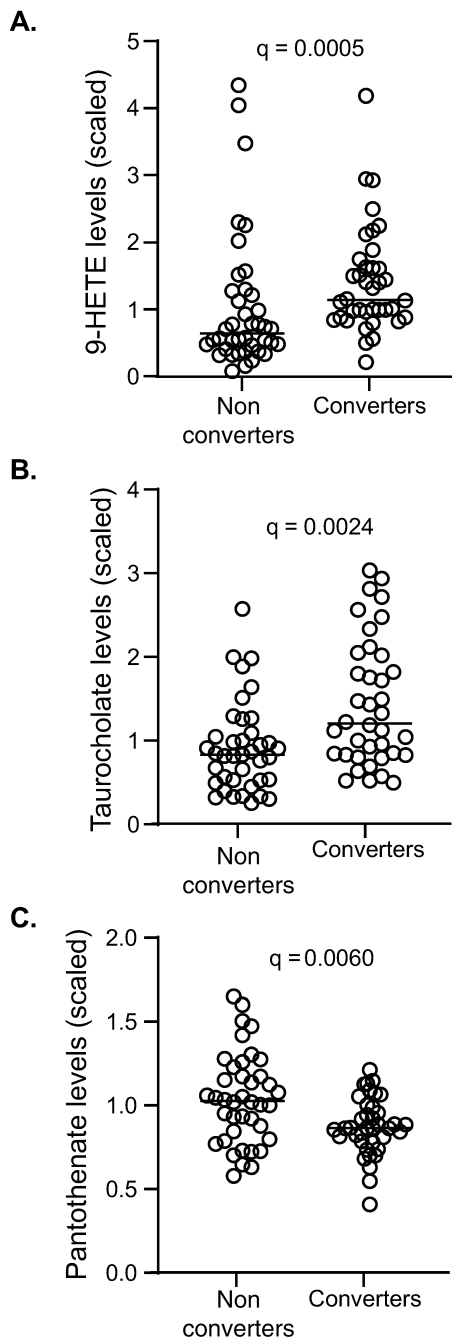 A.
q = 0.0005
9-HETE levels (scaled)
5
4
3
2
1
0
Non
converters
Converters
B.
q = 0.0024
Taurocholate levels (scaled)
4
3
2
1
0
Non
converters
Converters
C.
q = 0.0060
Pantothenate levels (scaled)
2.0
1.5
1.0
0.5
0.0
Non
converters
Converters